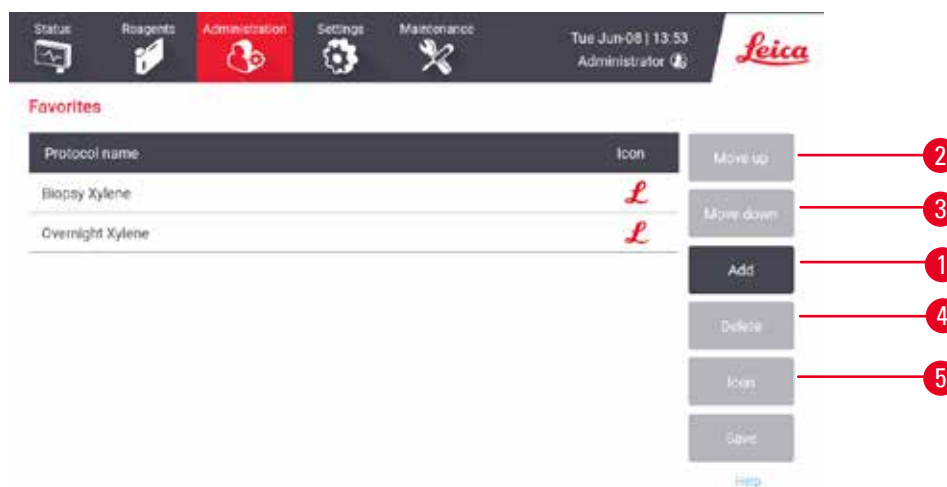 Status Reagents Administration Settings Maintenance
Tue Jun-08 | 13:53
Administrator
Leica
Favorites
Protocol name Icon
Move up
2
Biopsy Xylene
L
Move down
3
Overnight Xylene
L
Add
1
Delete
4
Icon
5
Save
Help